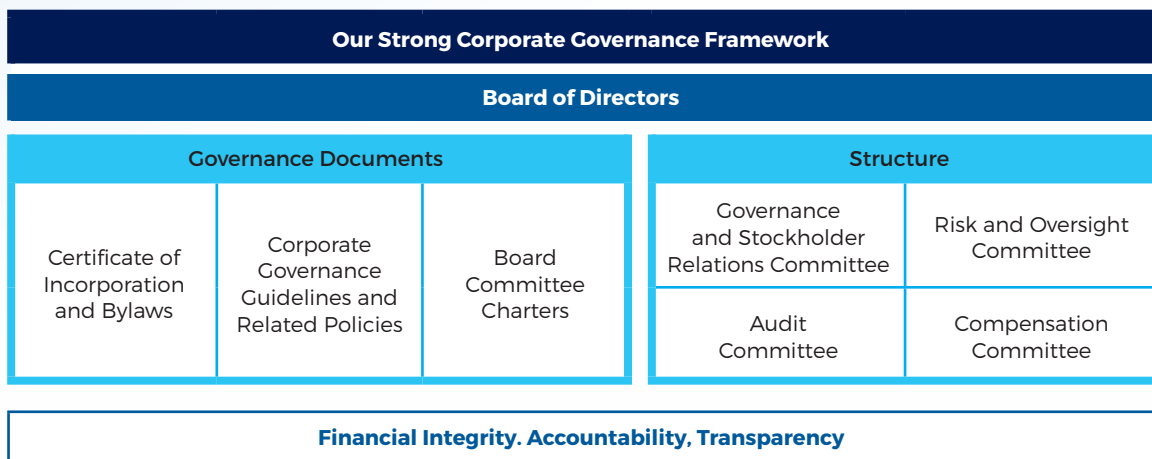 Our Strong Corporate Governance Framework
Board of Directors
Governance Documents
Certificate of
Incorporation
and Bylaws
Corporate
Governance
Guidelines and
Related Policies
Board
Committee
Charters
Structure
Governance
and Stockholder
Relations Committee
Risk and Oversight
Committee
Audit
Committee
Compensation
Committee
Financial Integrity. Accountability, Transparency